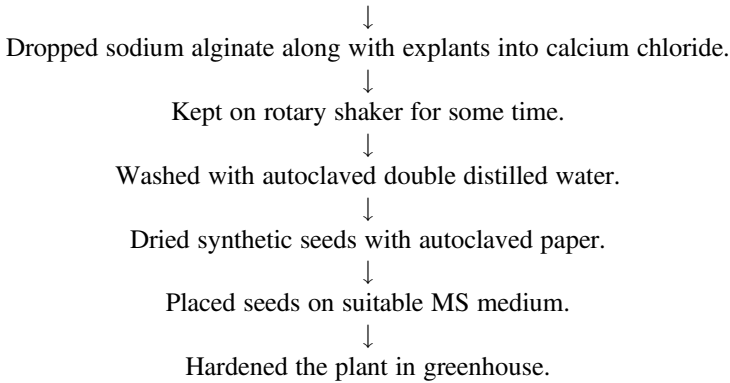 ↓
Dropped sodium alginate along with explants into calcium chloride.
↓
Kept on rotary shaker for some time.
↓
Washed with autoclaved double distilled water.
↓
Dried synthetic seeds with autoclaved paper.
↓
Placed seeds on suitable MS medium.
↓
Hardened the plant in greenhouse.